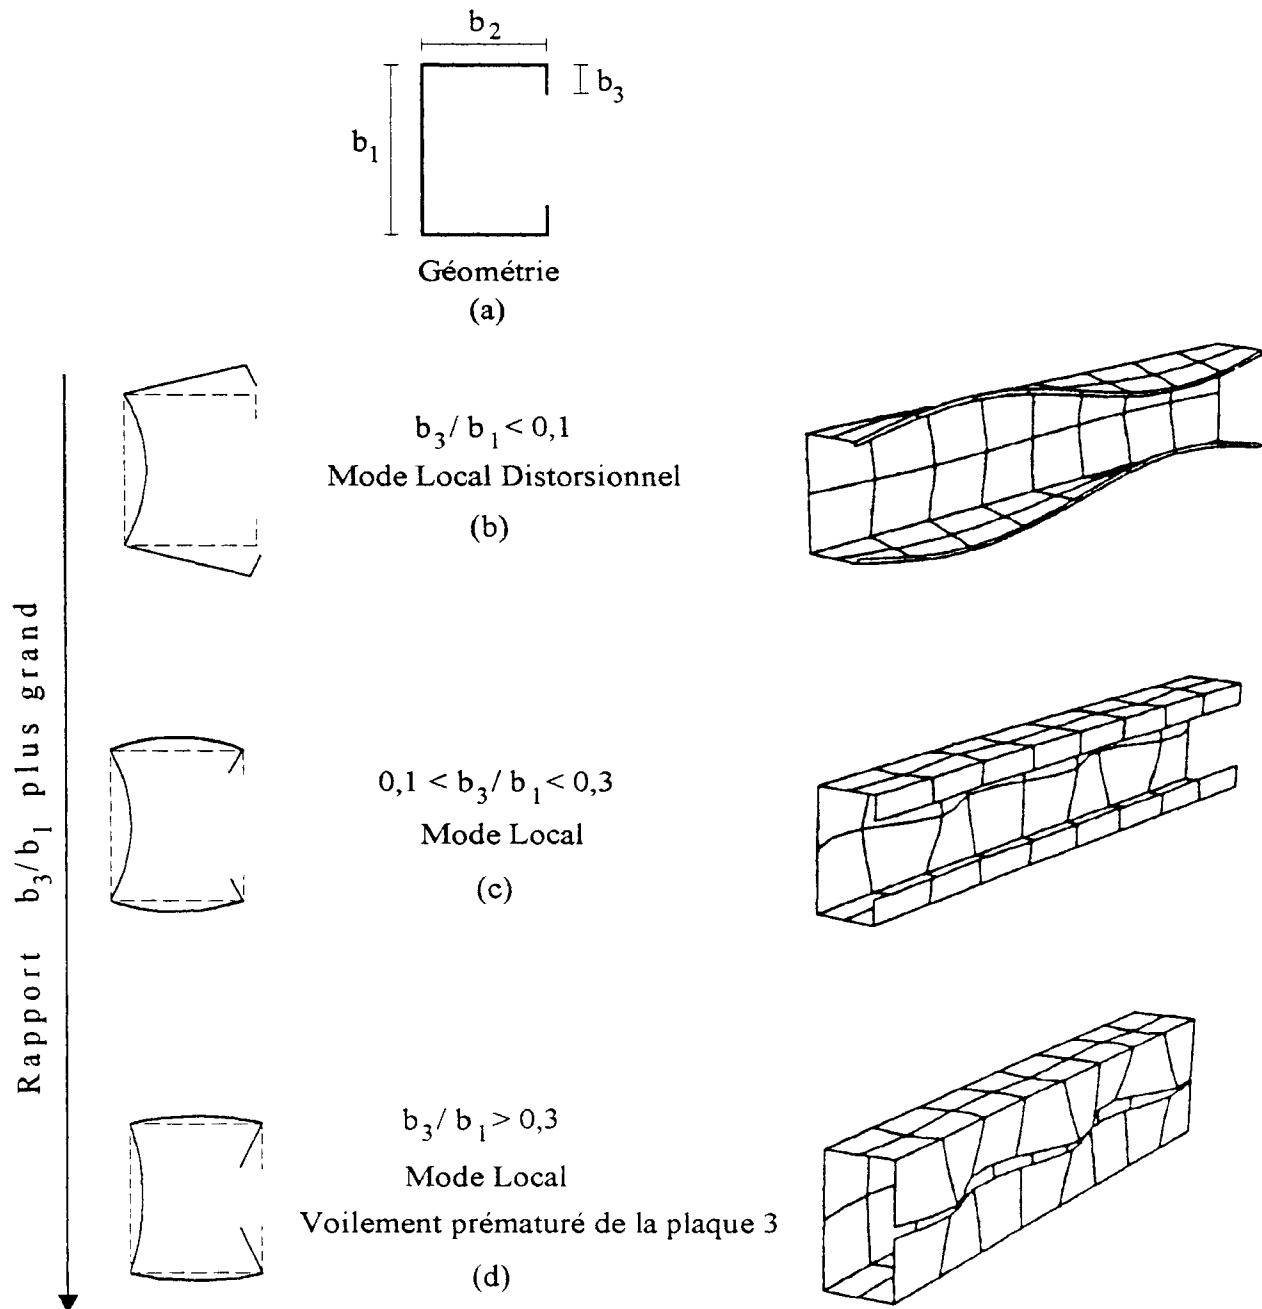 b₂
b₃
b₁
Géométrie
(a)
b₃/b₁ < 0,1
Mode Local Distorsionnel
(b)
Rapport b₃/b₁ plus grand
0,1 < b₃/b₁ < 0,3
Mode Local
(c)
b₃/b₁ > 0,3
Mode Local
Voilement prématuré de la plaque 3
(d)